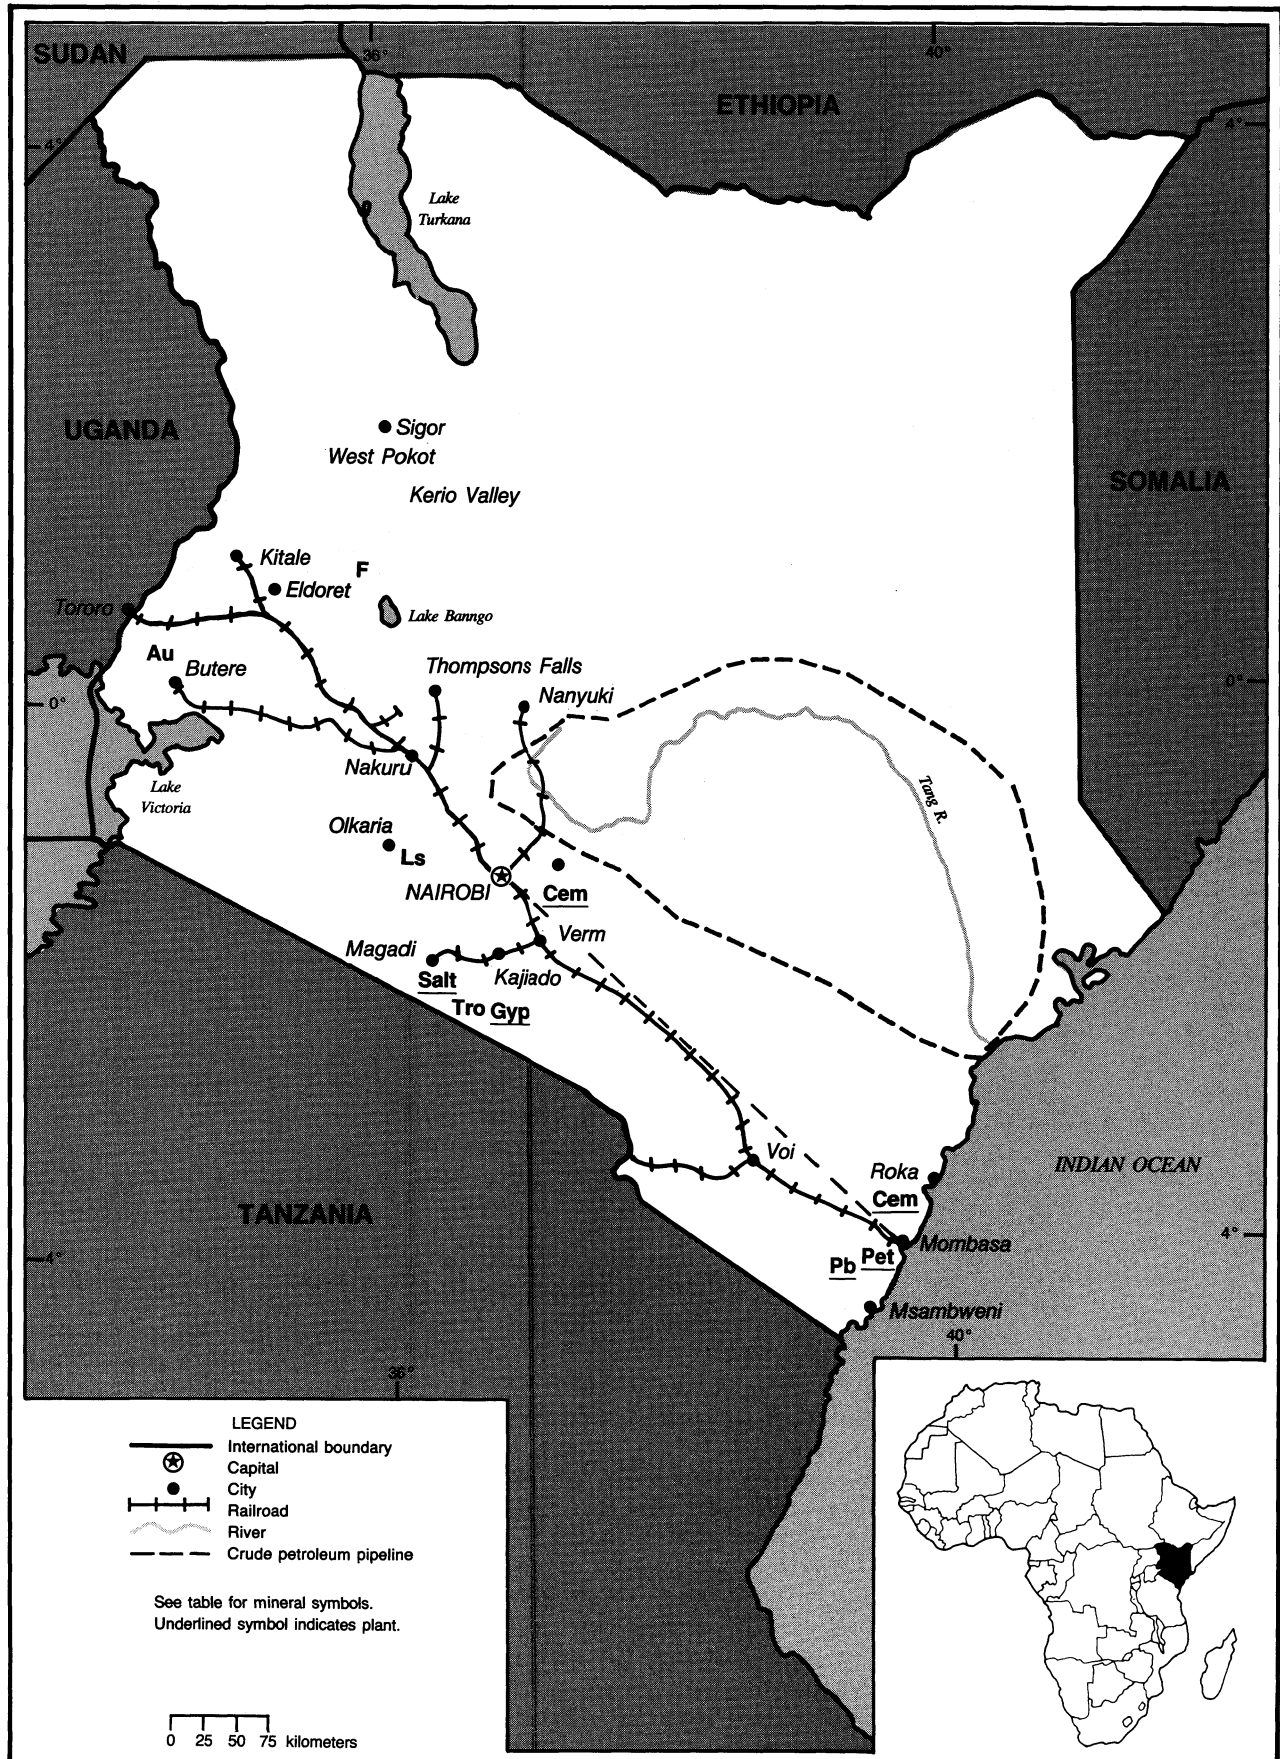 SUDAN
36°
40°
ETHIOPIA
4°
4°
Lake
Turkana
UGANDA
Sigor
West Pokot
Kerio Valley
SOMALIA
Kitale
F
Eldoret
Tororo
Lake Banngo
Au
Butere
Thompsons Falls
Nanyuki
0°
0°
Nakuru
Lake
Victoria
Tang R.
Olkaria
Ls
NAIROBI
Cem
Verm
Magadi
Kajiado
Salt
Tro Gyp
Voi
Roka
INDIAN OCEAN
Cem
TANZANIA
4°
4°
Mombasa
Pet
Pb
Msambweni
40°
36°
LEGEND
International boundary
Capital
City
Railroad
River
Crude petroleum pipeline
See table for mineral symbols.
Underlined symbol indicates plant.
0 25 50 75 kilometers